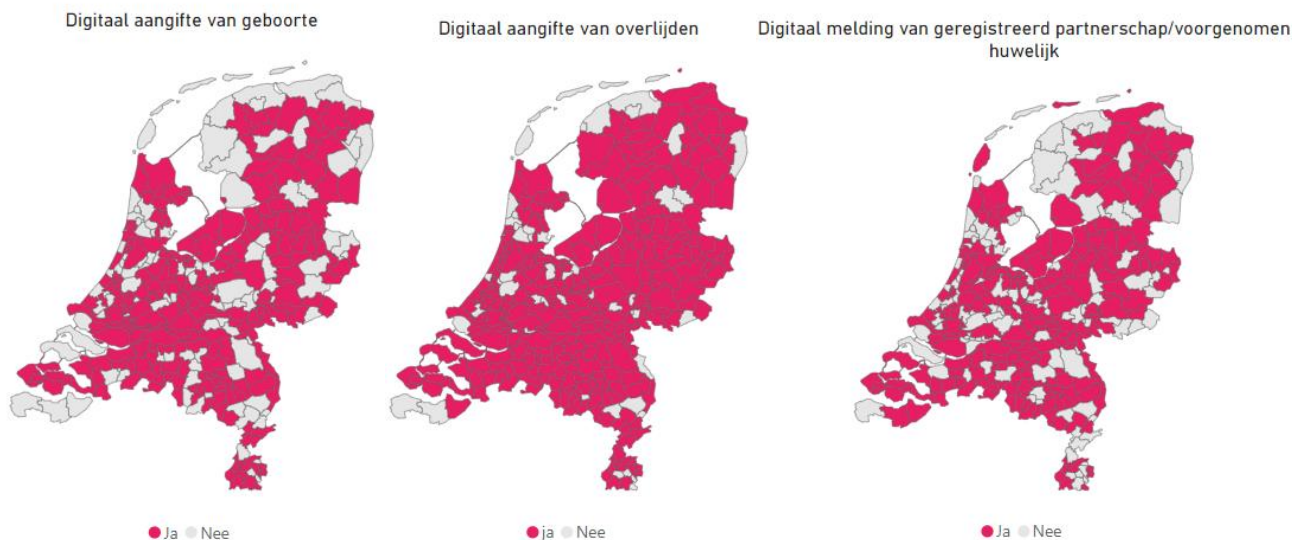 Digitaal aangifte van geboorte
Digitaal aangifte van overlijden
Digitaal melding van geregistreerd partnerschap/voorgenomen
huwelijk
Ja Nee
ja Nee
Ja Nee